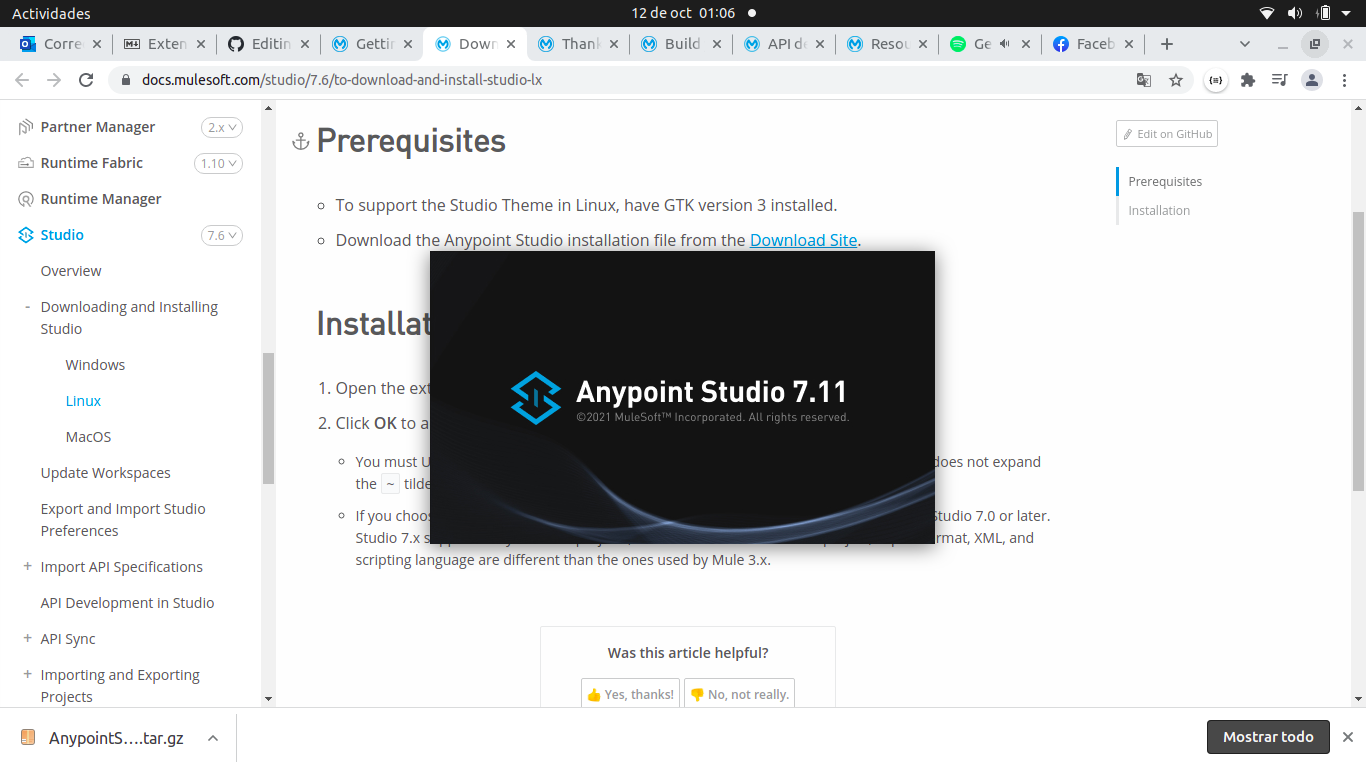 Actividades
12 de oct 01:06
Corre
Exten
Editin
Gettin
Down
Thank
Build
API de
Resou
Ge
Faceb
docs.mulesoft.com/studio/7.6/to-download-and-install-studio-lx
Partner Manager
2.x
Runtime Fabric
1.10
Runtime Manager
Studio
7.6
Overview
- Downloading and Installing
Studio
Windows
Linux
MacOS
Update Workspaces
Export and Import Studio
Preferences
+ Import API Specifications
API Development in Studio
+ API Sync
+ Importing and Exporting
Projects
Prerequisites
To support the Studio Theme in Linux, have GTK version 3 installed.
Download the Anypoint Studio installation file from the Download Site.
Installat
1. Open the ext
2. Click OK to a
You must U
does not expand
the ~ tilde
If you choos
Studio 7.0 or later.
Studio 7.x s
rmat, XML, and
scripting language are different than the ones used by Mule 3.x.
Anypoint Studio 7.11
©2021 MuleSoft™ Incorporated. All rights reserved.
Was this article helpful?
Yes, thanks!
No, not really.
Edit on GitHub
Prerequisites
Installation
AnypointS....tar.gz
Mostrar todo